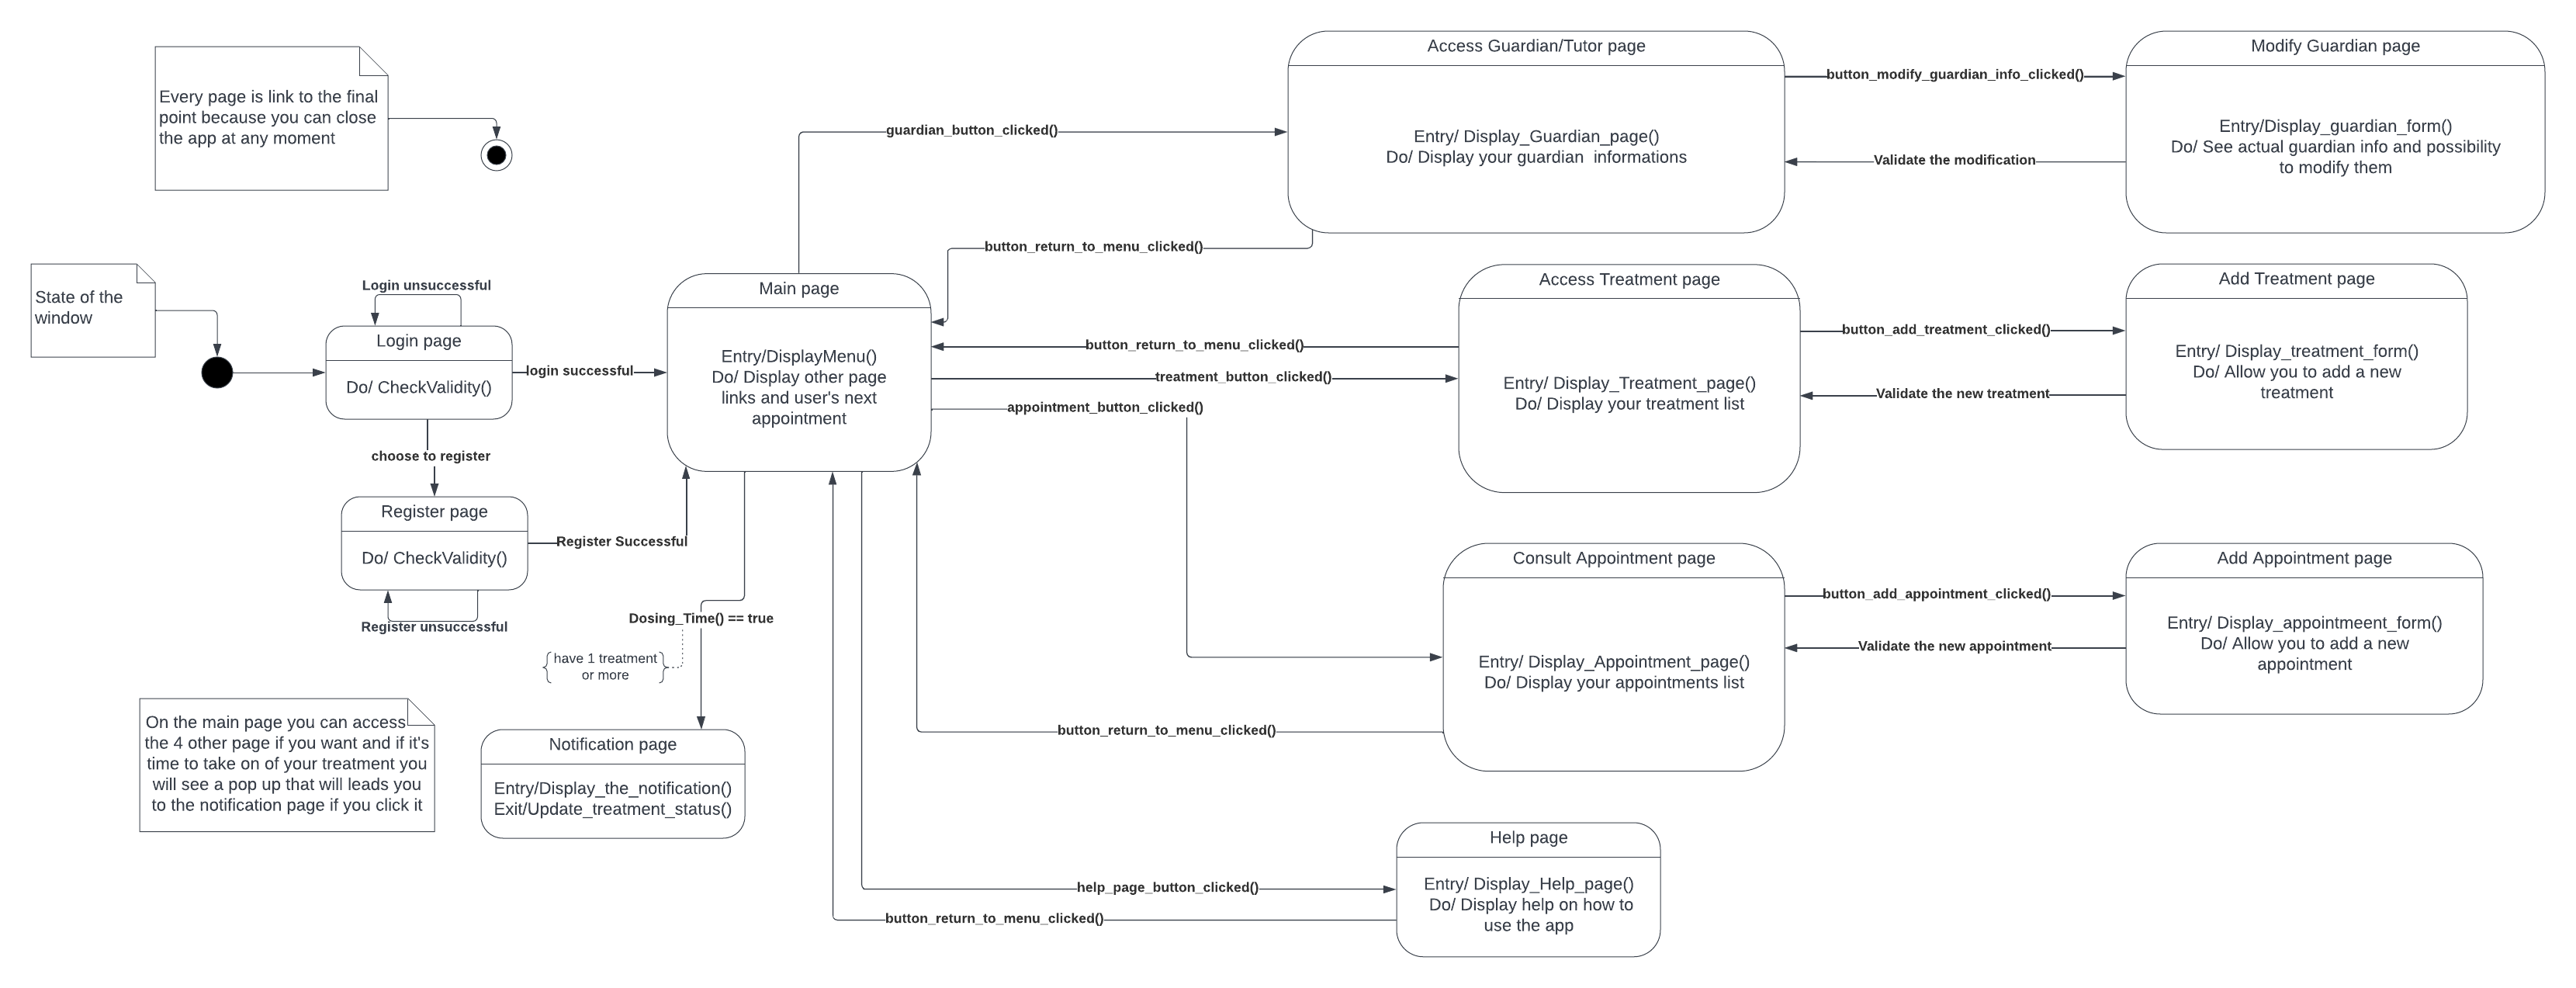 Every page is link to the final
point because you can close
the app at any moment
State of the
window
Login unsuccessful
Login page
Do/ CheckValidity()
login successful
choose to register
Register page
Do/ CheckValidity()
Register Successful
Register unsuccessful
Main page
Entry/DisplayMenu()
Do/ Display other page
links and user's next
appointment
guardian_button_clicked()
button_return_to_menu_clicked()
Access Guardian/Tutor page
Entry/ Display_Guardian_page()
Do/ Display your guardian  informations
button_modify_guardian_info_clicked()
Validate the modification
Modify Guardian page
Entry/Display_guardian_form()
Do/ See actual guardian info and possibility
to modify them
button_return_to_menu_clicked()
treatment_button_clicked()
appointment_button_clicked()
Access Treatment page
Entry/ Display_Treatment_page()
Do/ Display your treatment list
button_add_treatment_clicked()
Validate the new treatment
Add Treatment page
Entry/ Display_treatment_form()
Do/ Allow you to add a new
treatment
Consult Appointment page
Entry/ Display_Appointment_page()
Do/ Display your appointments list
button_add_appointment_clicked()
Validate the new appointment
Add Appointment page
Entry/ Display_appointmeent_form()
Do/ Allow you to add a new
appointment
button_return_to_menu_clicked()
Dosing_Time() == true
have 1 treatment
or more
On the main page you can access
the 4 other page if you want and if it's
time to take on of your treatment you
will see a pop up that will leads you
to the notification page if you click it
Notification page
Entry/Display_the_notification()
Exit/Update_treatment_status()
help_page_button_clicked()
button_return_to_menu_clicked()
Help page
Entry/ Display_Help_page()
Do/ Display help on how to
use the app